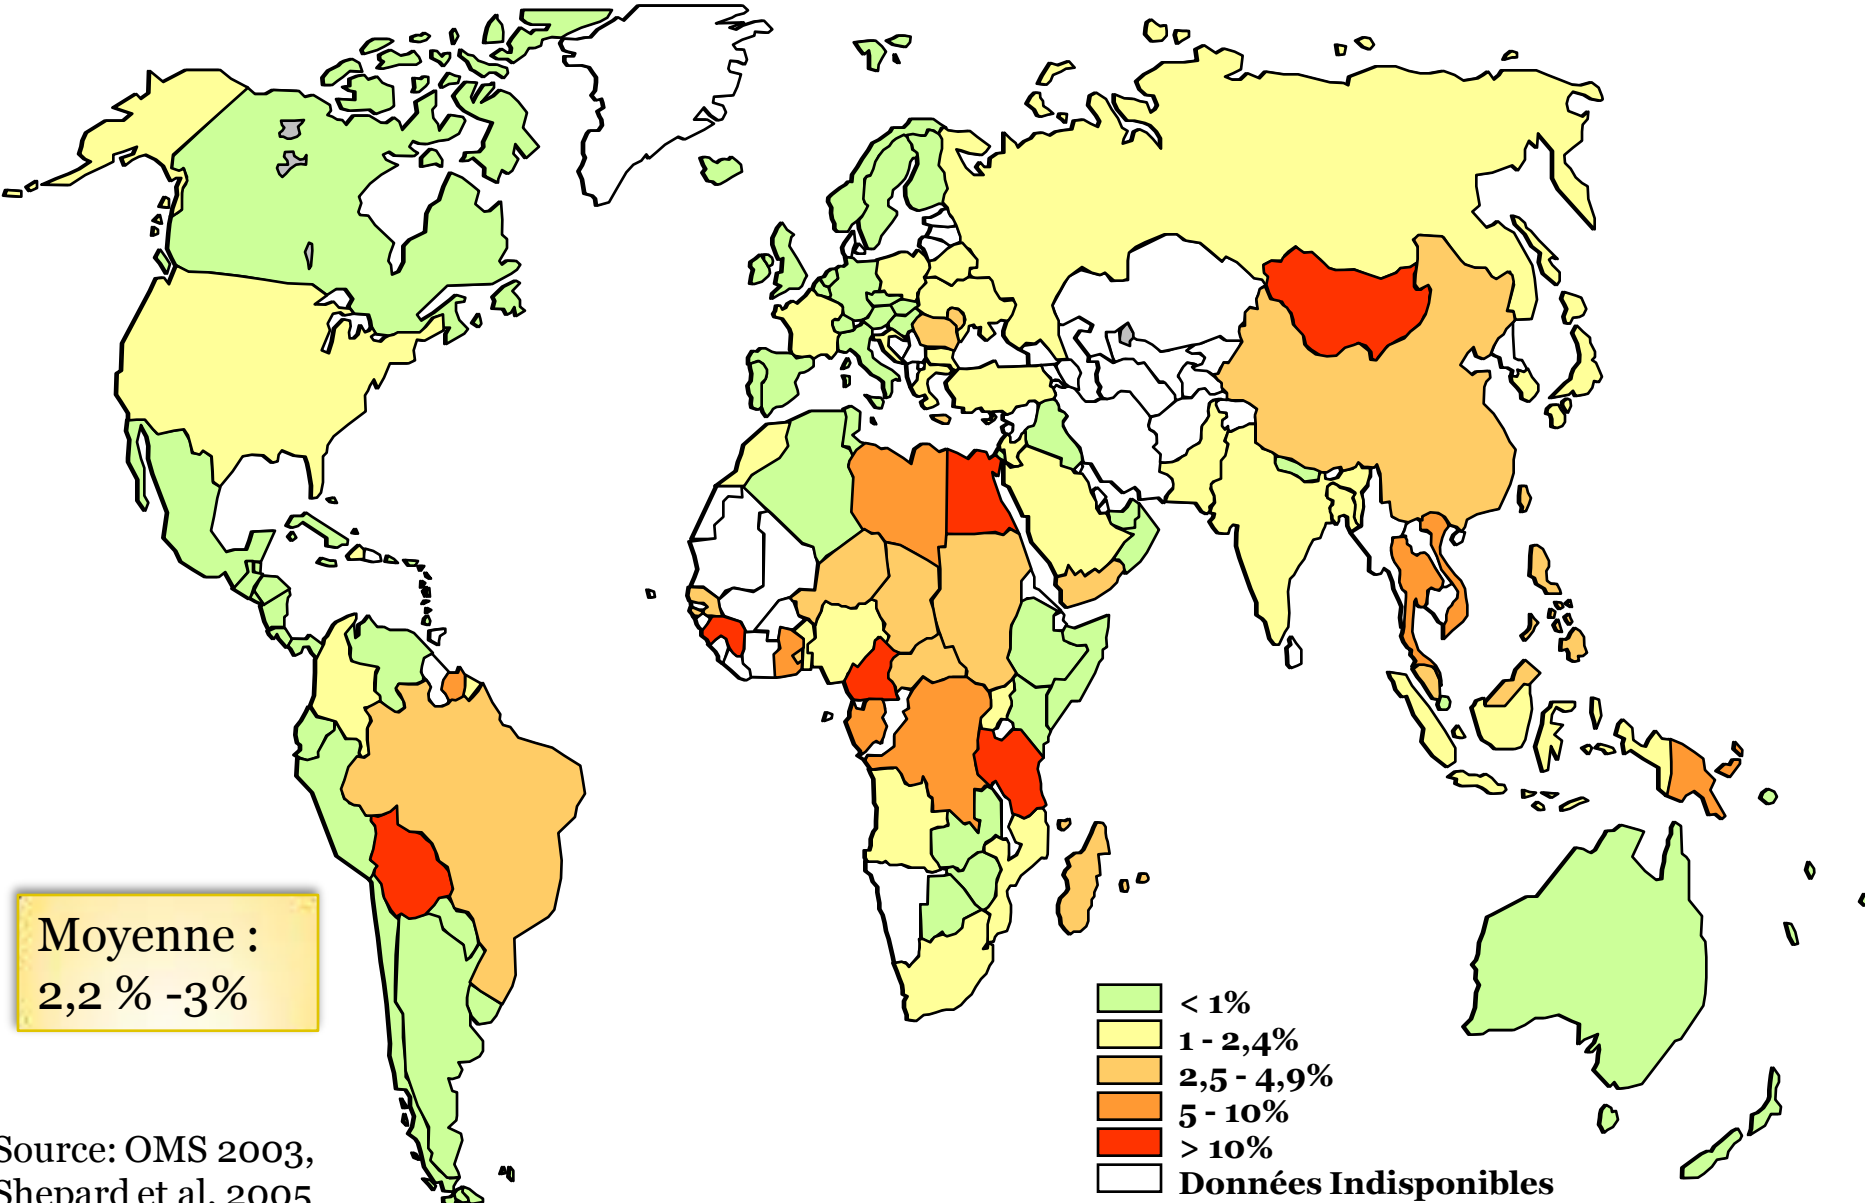 Moyenne :
2,2 % -3%
< 1%
1 - 2,4%
2,5 - 4,9%
5 - 10%
> 10%
Données Indisponibles
Source: OMS 2003,
Shepard et al. 2005